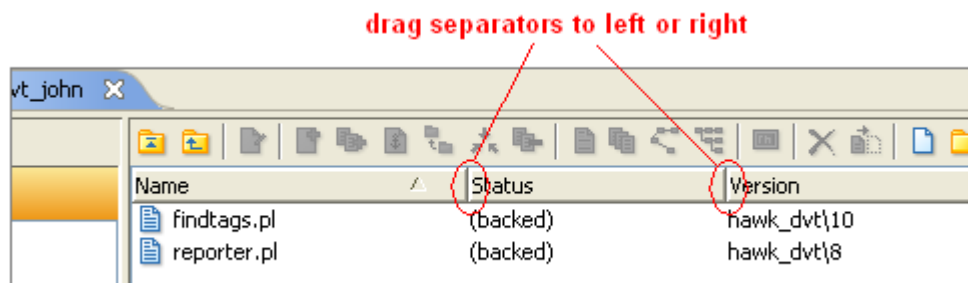 drag separators to left or right
vt_john
Name Status Version
findtags.pl (backed) hawk_dvt\10
reporter.pl (backed) hawk_dvt\8